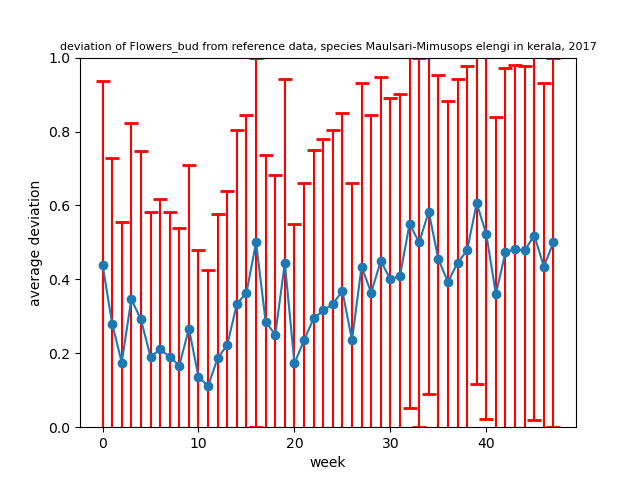 deviation of Flowers_bud from reference data, species Maulsari-Mimusops elengi in kerala, 2017
1.0
0.8
0.6
0.4
0.2
0.0
average deviation
0 10 20 30 40
week